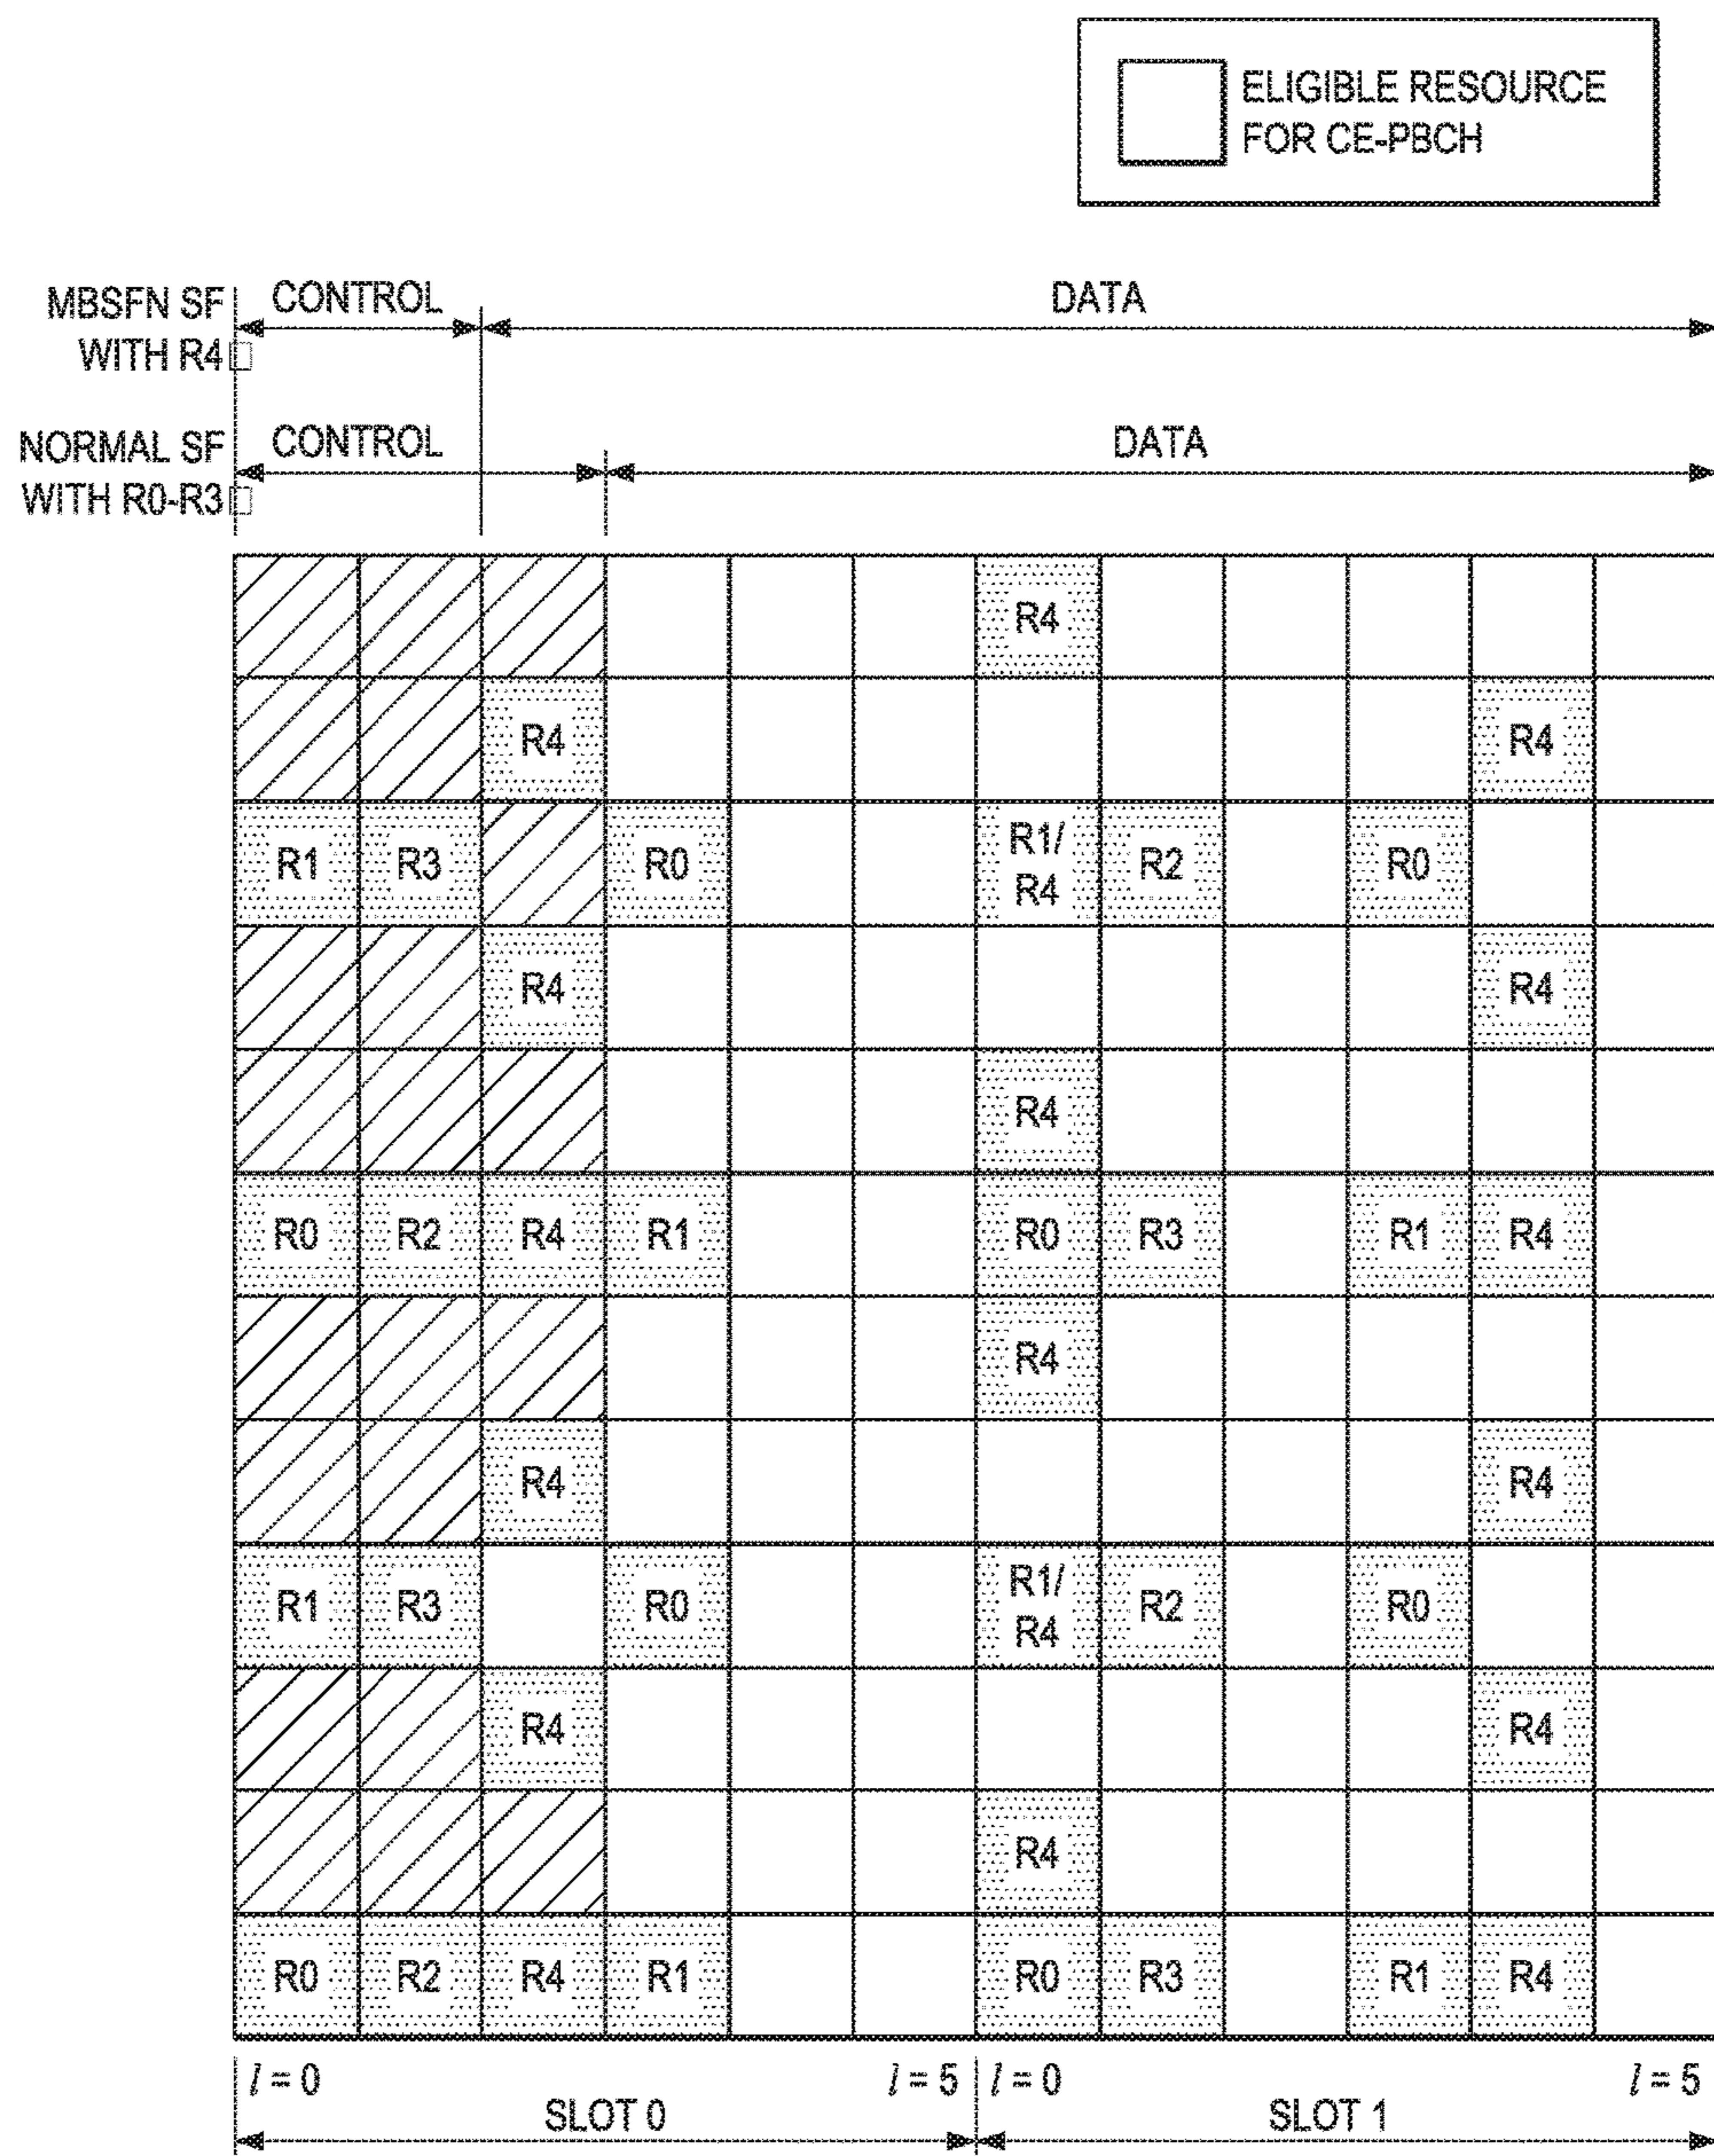 ELIGIBLE RESOURCE
FOR CE-PBCH
MBSFN SF
WITH R4
CONTROL
DATA
NORMAL SF
WITH R0-R3
CONTROL
DATA
R4
R4 R4
R1 R3 R0 R1/ R2 R0
R4
R4 R4
R4
R0 R2 R4 R1 R0 R3 R1 R4
R4
R4 R4
R1 R3 R0 R1/ R2 R0
R4
R4 R4
R4
R0 R2 R4 R1 R0 R3 R1 R4
l = 0 l = 5 l = 0 l = 5
SLOT 0 SLOT 1